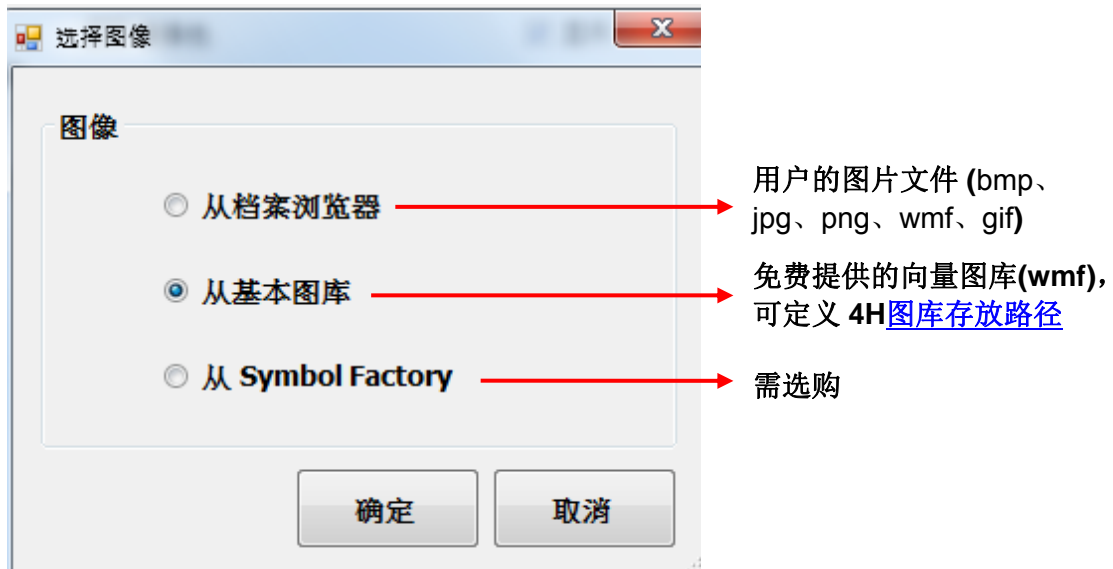 选择图像
图像
从档案浏览器
用户的图片文件 (bmp、
jpg、png、wmf、gif)
从基本图库
免费提供的向量图库(wmf)，
可定义 4H图库存放路径
从 Symbol Factory
需选购
确定
取消